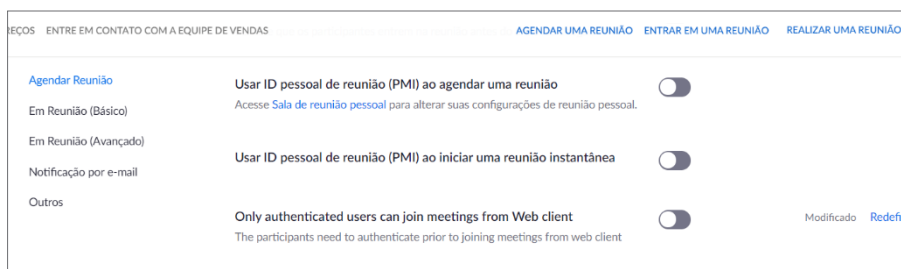 REÇOS ENTRE EM CONTATO COM A EQUIPE DE VENDAS AGENDAR UMA REUNIÃO ENTRAR EM UMA REUNIÃO REALIZAR UMA REUNIÃO
Agendar Reunião
Em Reunião (Básico)
Em Reunião (Avançado)
Notificação por e-mail
Outros
Usar ID pessoal de reunião (PMI) ao agendar uma reunião
Acesse Sala de reunião pessoal para alterar suas configurações de reunião pessoal.
Usar ID pessoal de reunião (PMI) ao iniciar uma reunião instantânea
Only authenticated users can join meetings from Web client
The participants need to authenticate prior to joining meetings from web client
Modificado Redefi